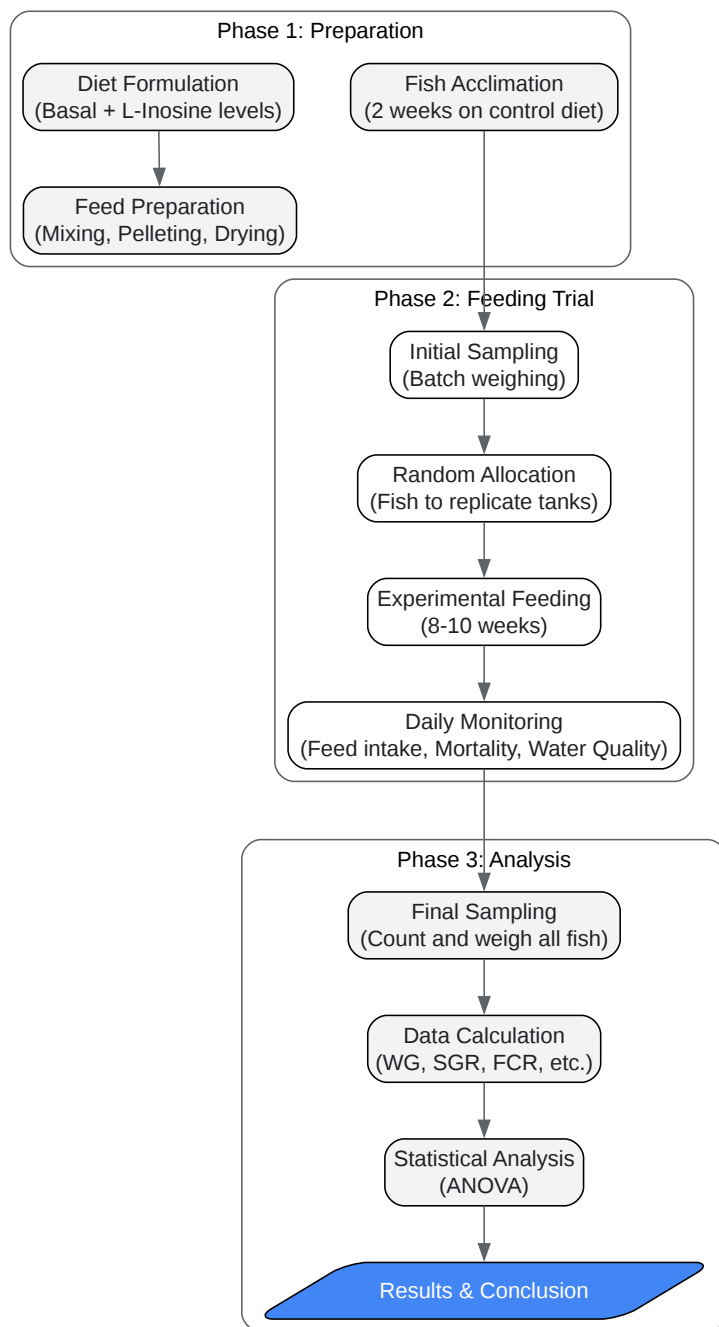 Phase 1: Preparation
Diet Formulation
(Basal + L-Inosine levels)
Fish Acclimation
(2 weeks on control diet)
Feed Preparation
(Mixing, Pelleting, Drying)
Phase 2: Feeding Trial
Initial Sampling
(Batch weighing)
Random Allocation
(Fish to replicate tanks)
Experimental Feeding
(8-10 weeks)
Daily Monitoring
(Feed intake, Mortality, Water Quality)
Phase 3: Analysis
Final Sampling
(Count and weigh all fish)
Data Calculation
(WG, SGR, FCR, etc.)
Statistical Analysis
(ANOVA)
Results & Conclusion